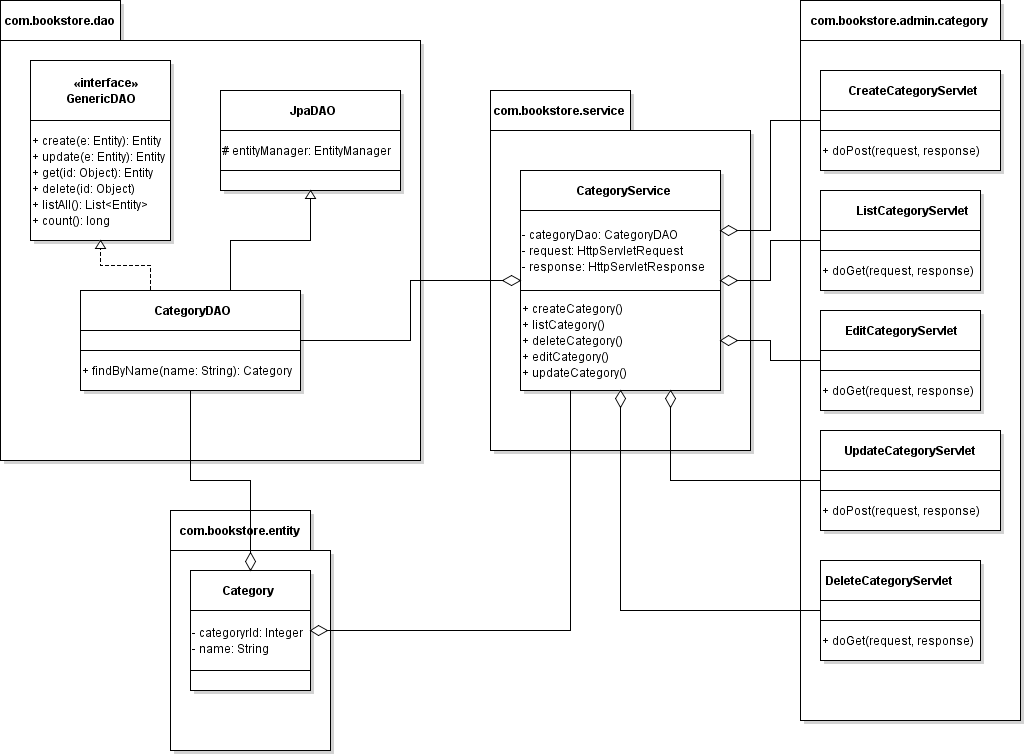 com.bookstore.dao
«interface»
GenericDAO
+ create(e: Entity): Entity
+ update(e: Entity): Entity
+ get(id: Object): Entity
+ delete(id: Object)
+ listAll(): List<Entity>
+ count(): long
JpaDAO
# entityManager: EntityManager
CategoryDAO
+ findByName(name: String): Category
com.bookstore.service
CategoryService
- categoryDao: CategoryDAO
- request: HttpServletRequest
- response: HttpServletResponse
+ createCategory()
+ listCategory()
+ deleteCategory()
+ editCategory()
+ updateCategory()
com.bookstore.entity
Category
- categoryrId: Integer
- name: String
com.bookstore.admin.category
CreateCategoryServlet
+ doPost(request, response)
ListCategoryServlet
+ doGet(request, response)
EditCategoryServlet
+ doGet(request, response)
UpdateCategoryServlet
+ doPost(request, response)
DeleteCategoryServlet
+ doGet(request, response)